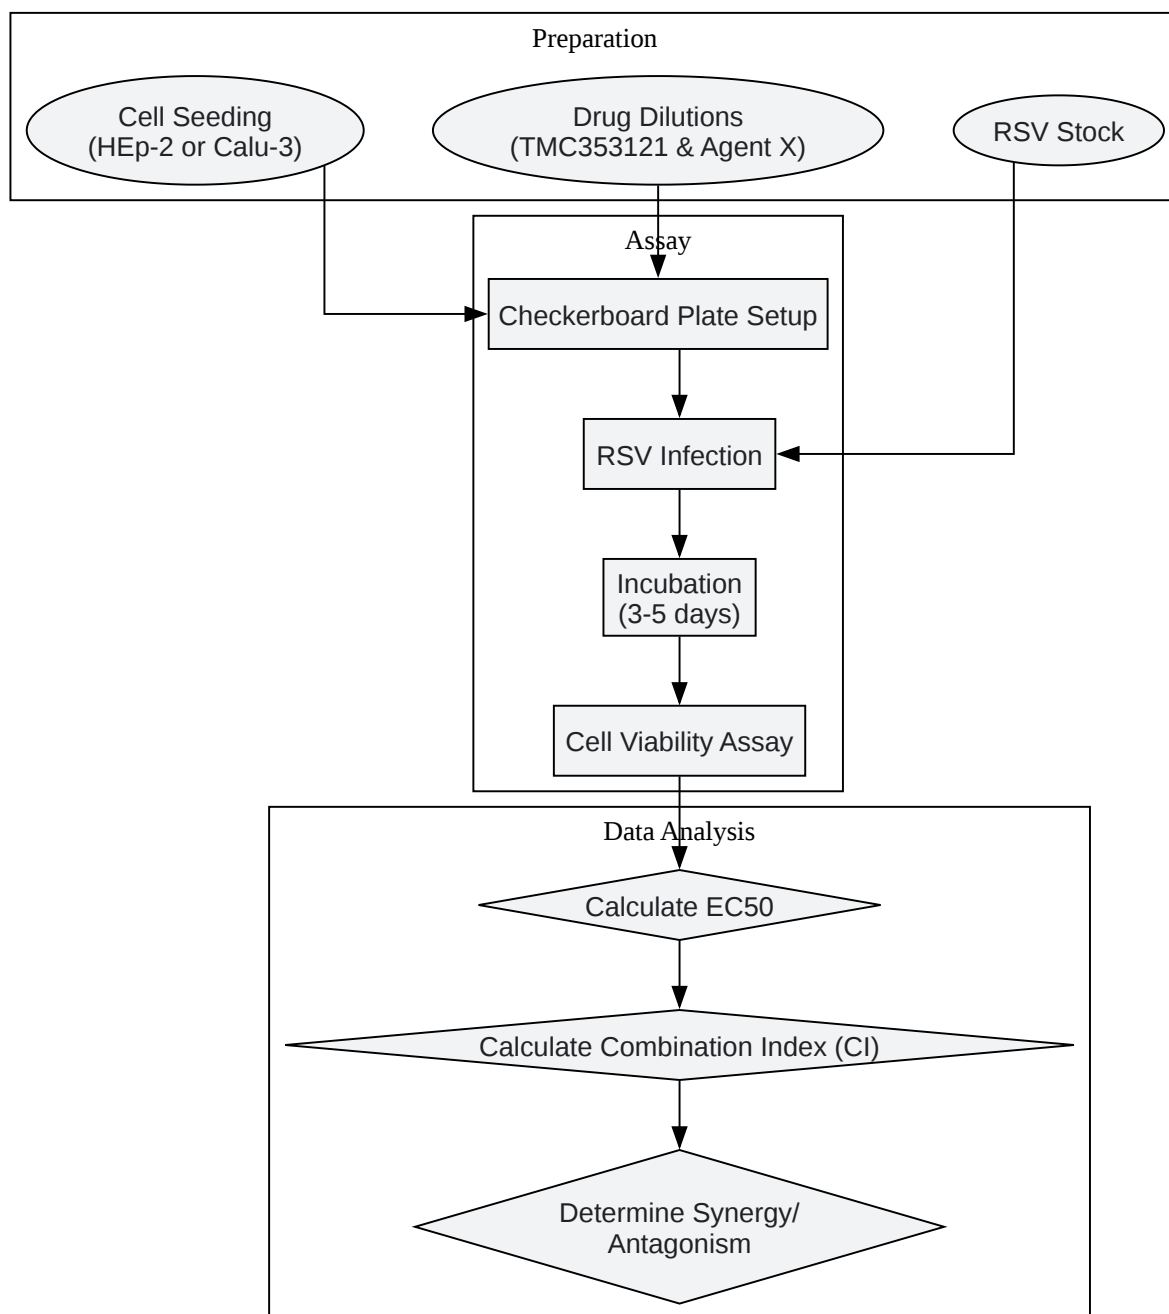 Preparation
Cell Seeding
(HEp-2 or Calu-3)
Drug Dilutions
(TMC353121 & Agent X)
RSV Stock
Assay
Checkerboard Plate Setup
RSV Infection
Incubation
(3-5 days)
Cell Viability Assay
Data Analysis
Calculate EC50
Calculate Combination Index (CI)
Determine Synergy/
Antagonism